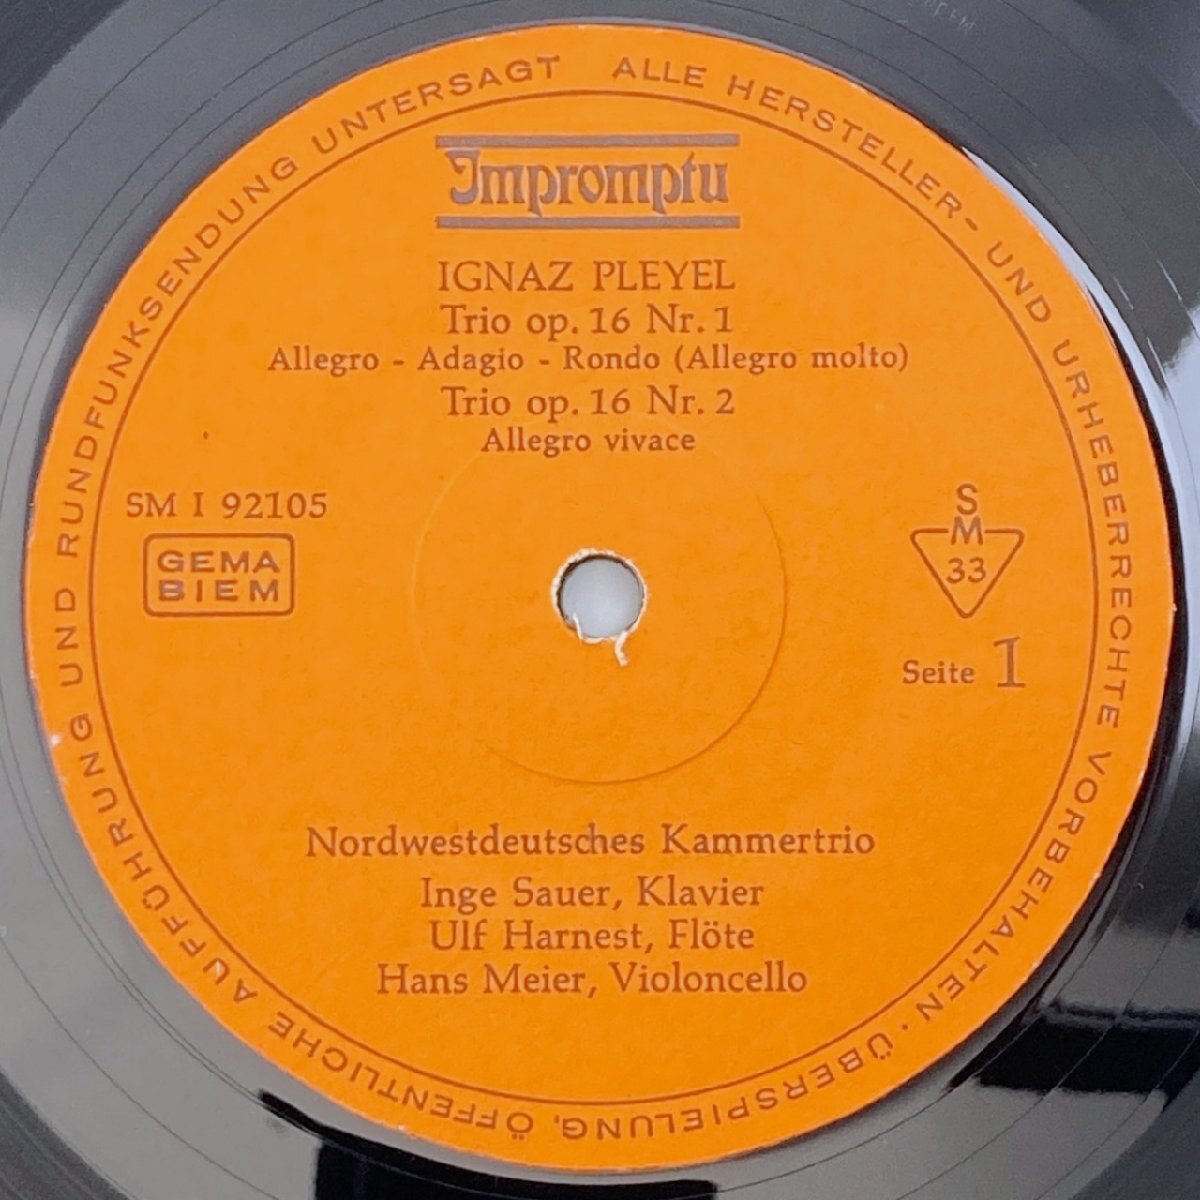 ALLE HERSTELLER- UND URHEBERRECHTE VORBEHALTEN · ÜBERSPIELUNG, ÖFFENTLICHE AUFFÜHRUNG UND RUNDFUNKSENDUNG UNTERSAGT
Impromptu
IGNAZ PLEYEL
Trio op. 16 Nr. 1
Allegro - Adagio - Rondo (Allegro molto)
Trio op. 16 Nr. 2
Allegro vivace
SM I 92105
GEMA
BIEM
S
M
33
Seite 1
Nordwestdeutsches Kammertrio
Inge Sauer, Klavier
Ulf Harnest, Flöte
Hans Meier, Violoncello